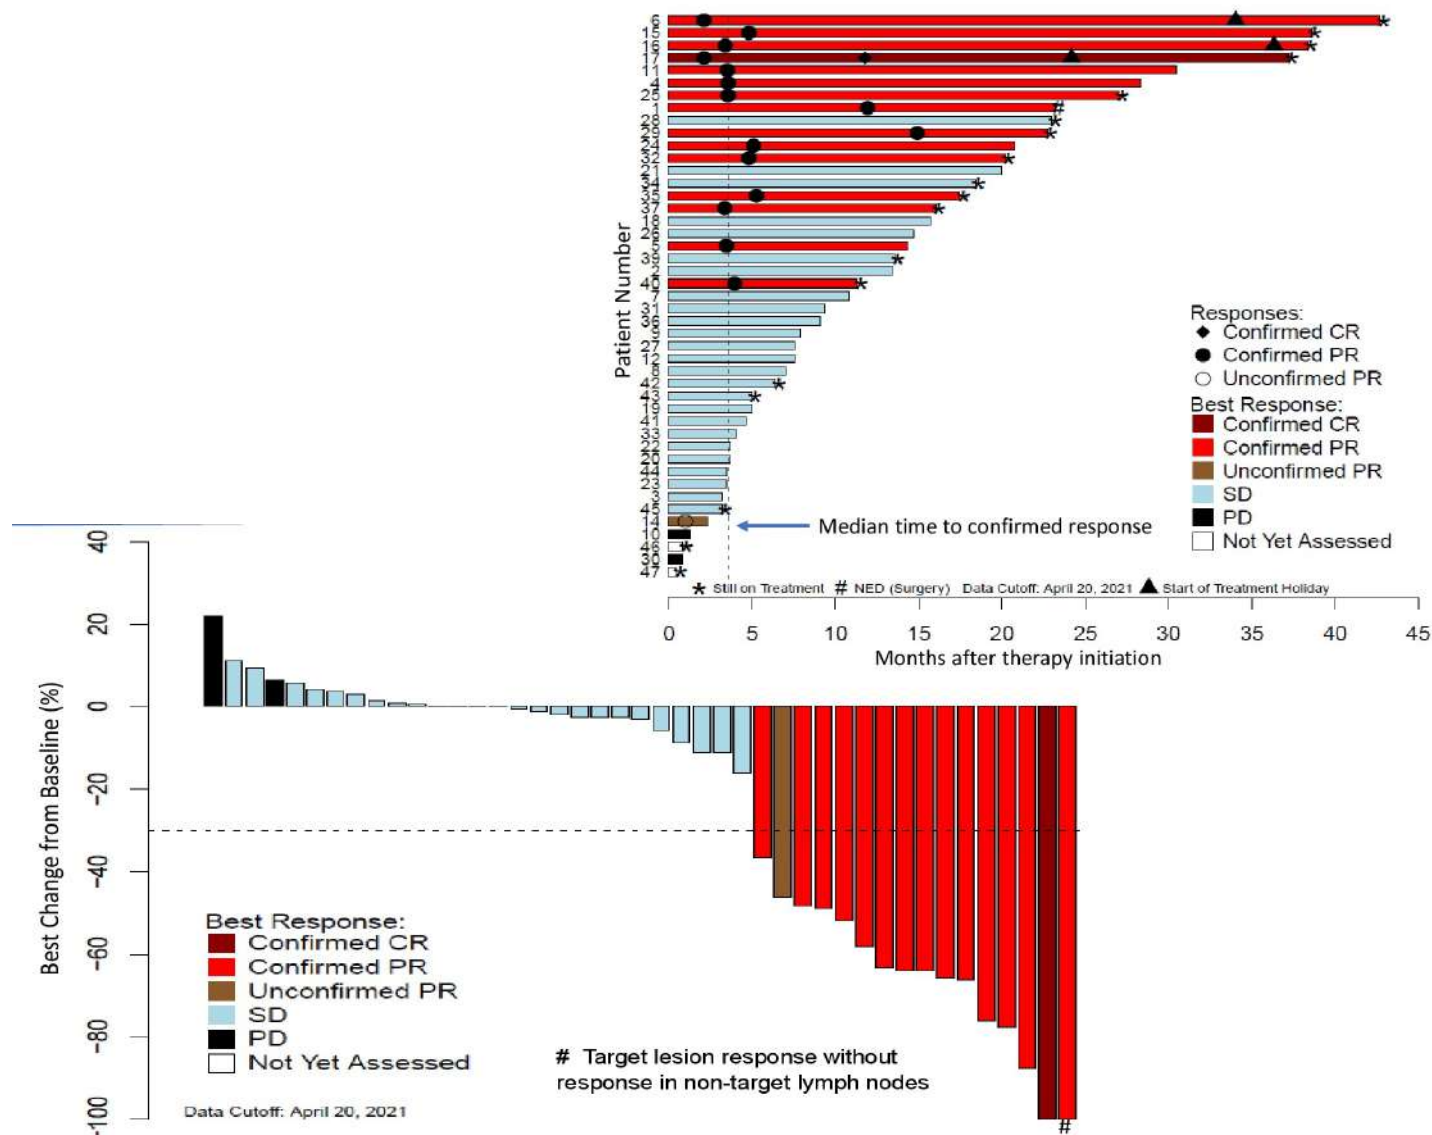 6
15
16
17
11
4
25
1
#
28
29
24
32
21
34
35
37
18
26
5
39
2
40
7
31
36
9
27
12
8
42
43
19
41
33
22
20
44
23
3
45
14
10
46
30
47
Patient Number
Responses:
Confirmed CR
Confirmed PR
Unconfirmed PR
Best Response:
Confirmed CR
Confirmed PR
Unconfirmed PR
SD
PD
Not Yet Assessed
Median time to confirmed response
* Still on Treatment # NED (Surgery) Data Cutoff: April 20, 2021 ▲ Start of Treatment Holiday
0 5 10 15 20 25 30 35 40 45
Months after therapy initiation
40
20
0
-20
-40
-60
-80
-100
Best Change from Baseline (%)
Best Response:
Confirmed CR
Confirmed PR
Unconfirmed PR
SD
PD
Not Yet Assessed
# Target lesion response without
response in non-target lymph nodes
Data Cutoff: April 20, 2021
#